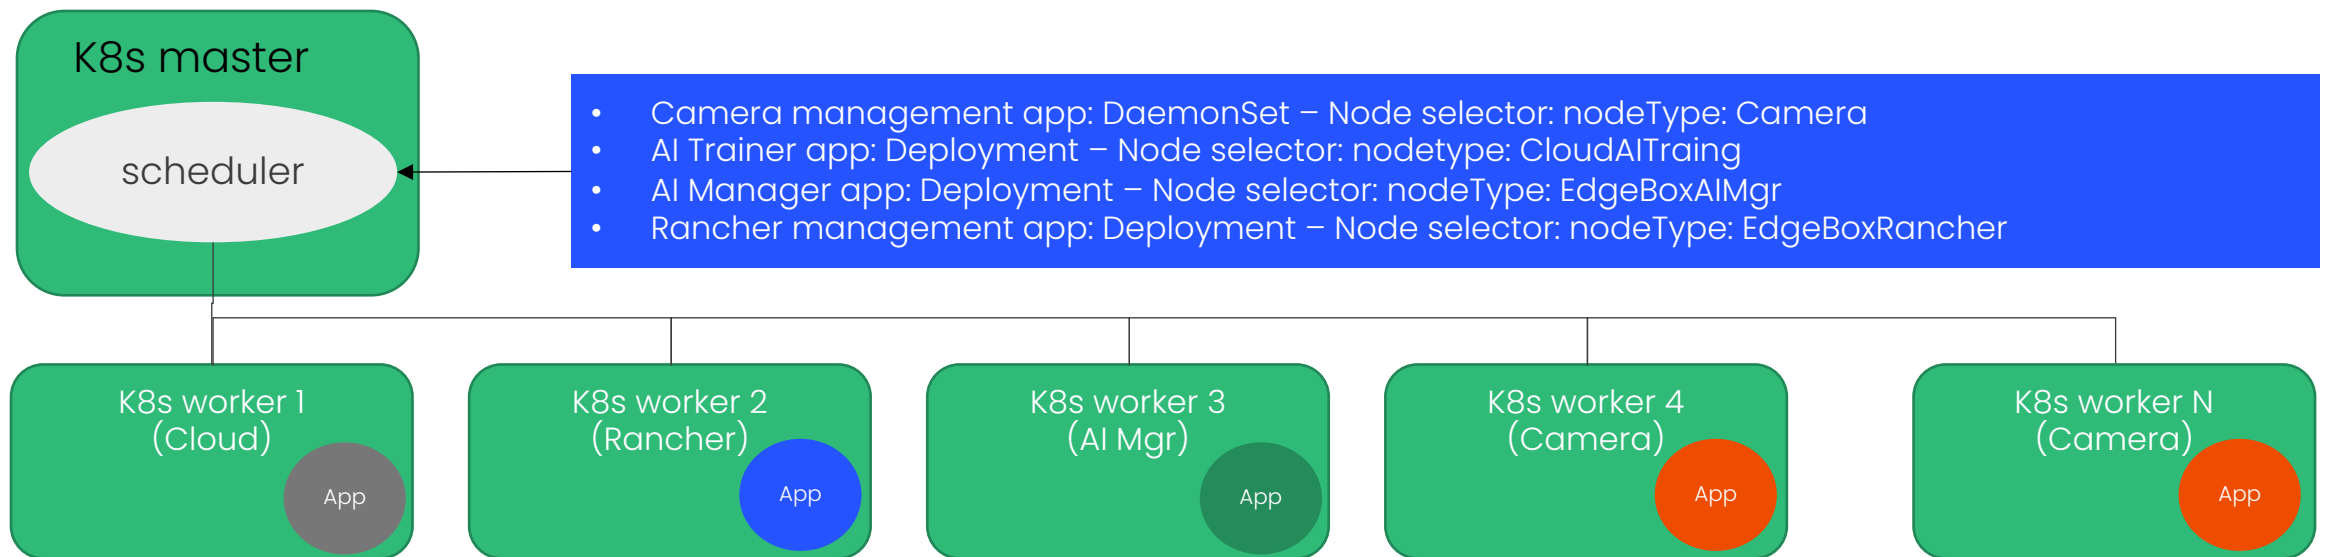 K8s master
scheduler
• Camera management app: DaemonSet – Node selector: nodeType: Camera
• AI Trainer app: Deployment – Node selector: nodetype: CloudAITraing
• AI Manager app: Deployment – Node selector: nodeType: EdgeBoxAIMgr
• Rancher management app: Deployment – Node selector: nodeType: EdgeBoxRancher
K8s worker 1
(Cloud)
App
K8s worker 2
(Rancher)
App
K8s worker 3
(AI Mgr)
App
K8s worker 4
(Camera)
App
K8s worker N
(Camera)
App